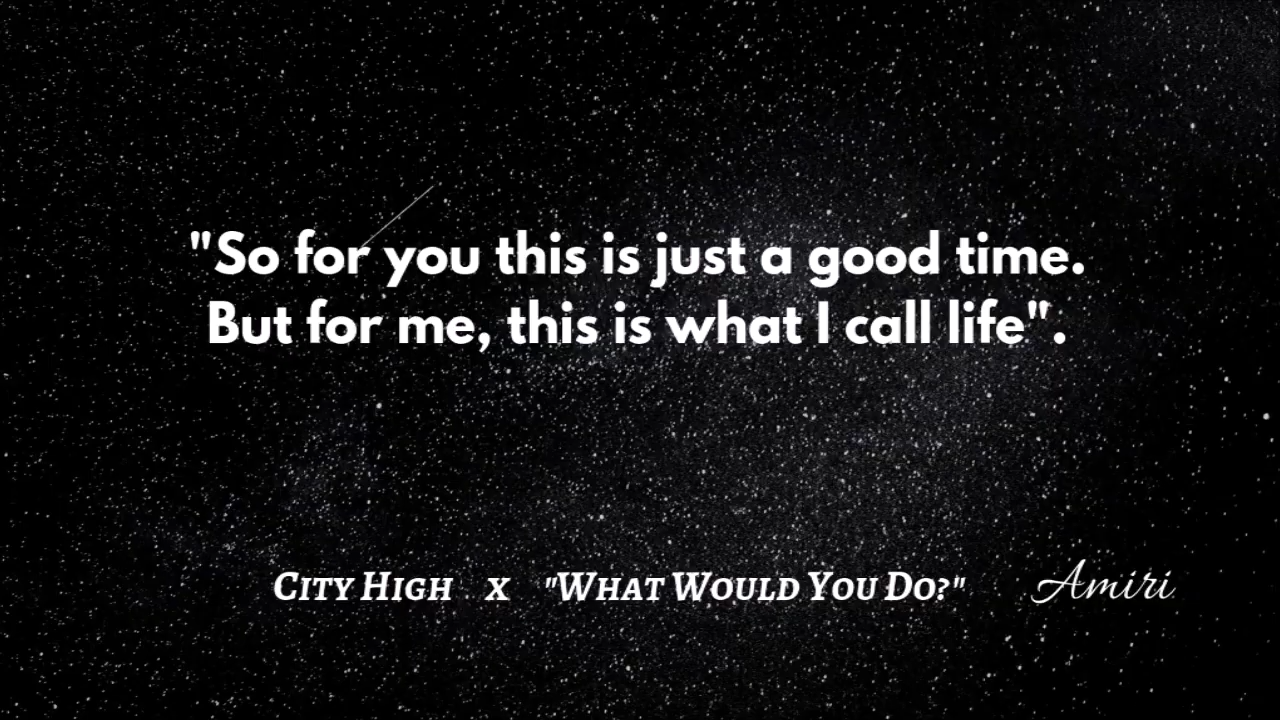 "So for you this is just a good time.
But for me, this is what I call life".
City High x "What Would You Do?" Amiri